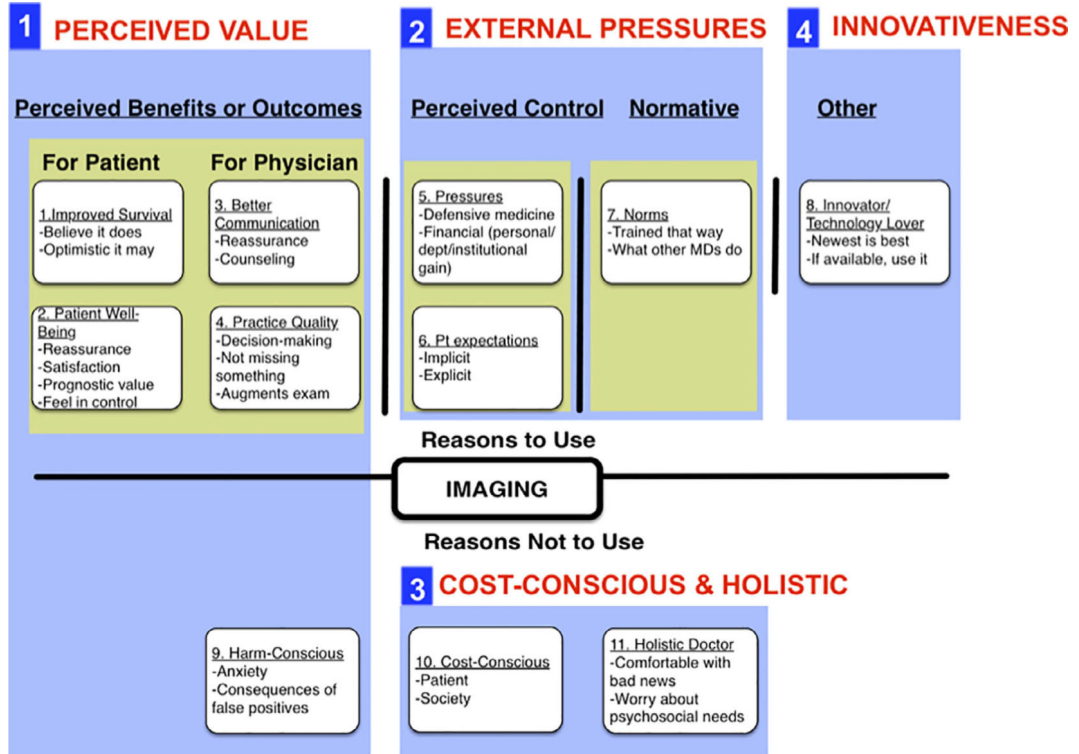 1 PERCEIVED VALUE
Perceived Benefits or Outcomes
For Patient
1.Improved Survival
-Believe it does
-Optimistic it may
2. Patient Well-
Being
-Reassurance
-Satisfaction
-Prognostic value
-Feel in control
For Physician
3. Better
Communication
-Reassurance
-Counseling
4. Practice Quality
-Decision-making
-Not missing
something
-Augments exam
2 EXTERNAL PRESSURES
Perceived Control
5. Pressures
-Defensive medicine
-Financial (personal/
dept/institutional
gain)
6. Pt expectations
-Implicit
-Explicit
Normative
7. Norms
-Trained that way
-What other MDs do
4 INNOVATIVENESS
Other
8. Innovator/
Technology Lover
-Newest is best
-If available, use it
Reasons to Use
IMAGING
Reasons Not to Use
9. Harm-Conscious
-Anxiety
-Consequences of
false positives
3 COST-CONSCIOUS & HOLISTIC
10. Cost-Conscious
-Patient
-Society
11. Holistic Doctor
-Comfortable with
bad news
-Worry about
psychosocial needs